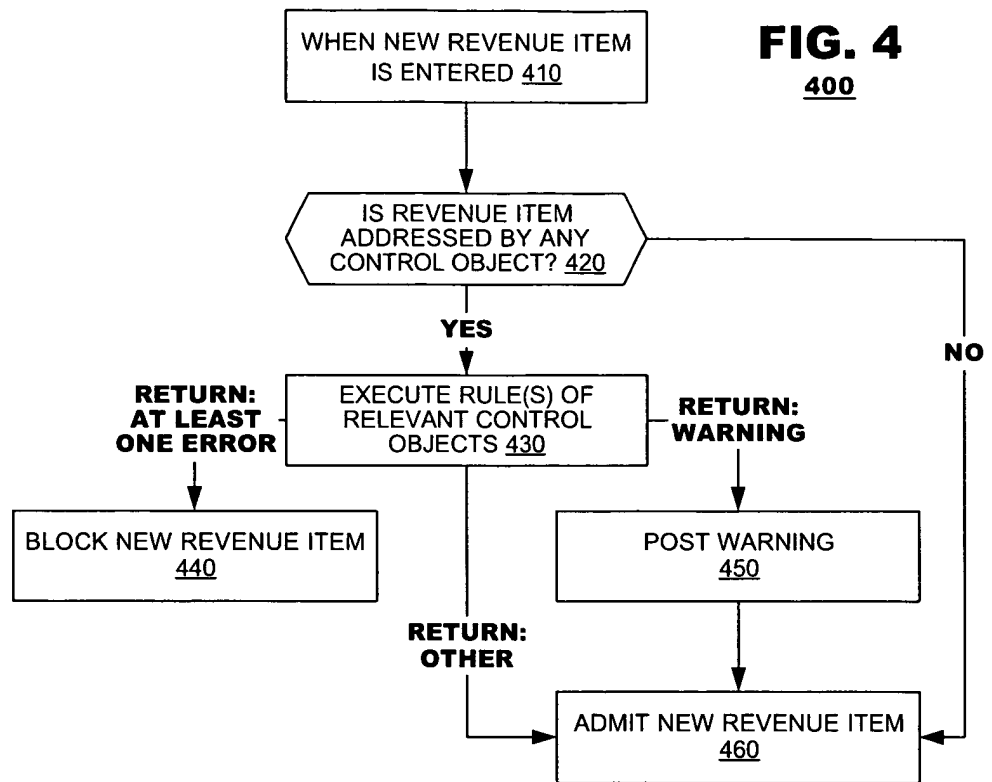 WHEN NEW REVENUE ITEM
IS ENTERED 410
FIG. 4
400
IS REVENUE ITEM
ADDRESSED BY ANY
CONTROL OBJECT? 420
YES
NO
EXECUTE RULE(S) OF
RELEVANT CONTROL
OBJECTS 430
RETURN:
AT LEAST
ONE ERROR
RETURN:
WARNING
BLOCK NEW REVENUE ITEM
440
POST WARNING
450
RETURN:
OTHER
ADMIT NEW REVENUE ITEM
460